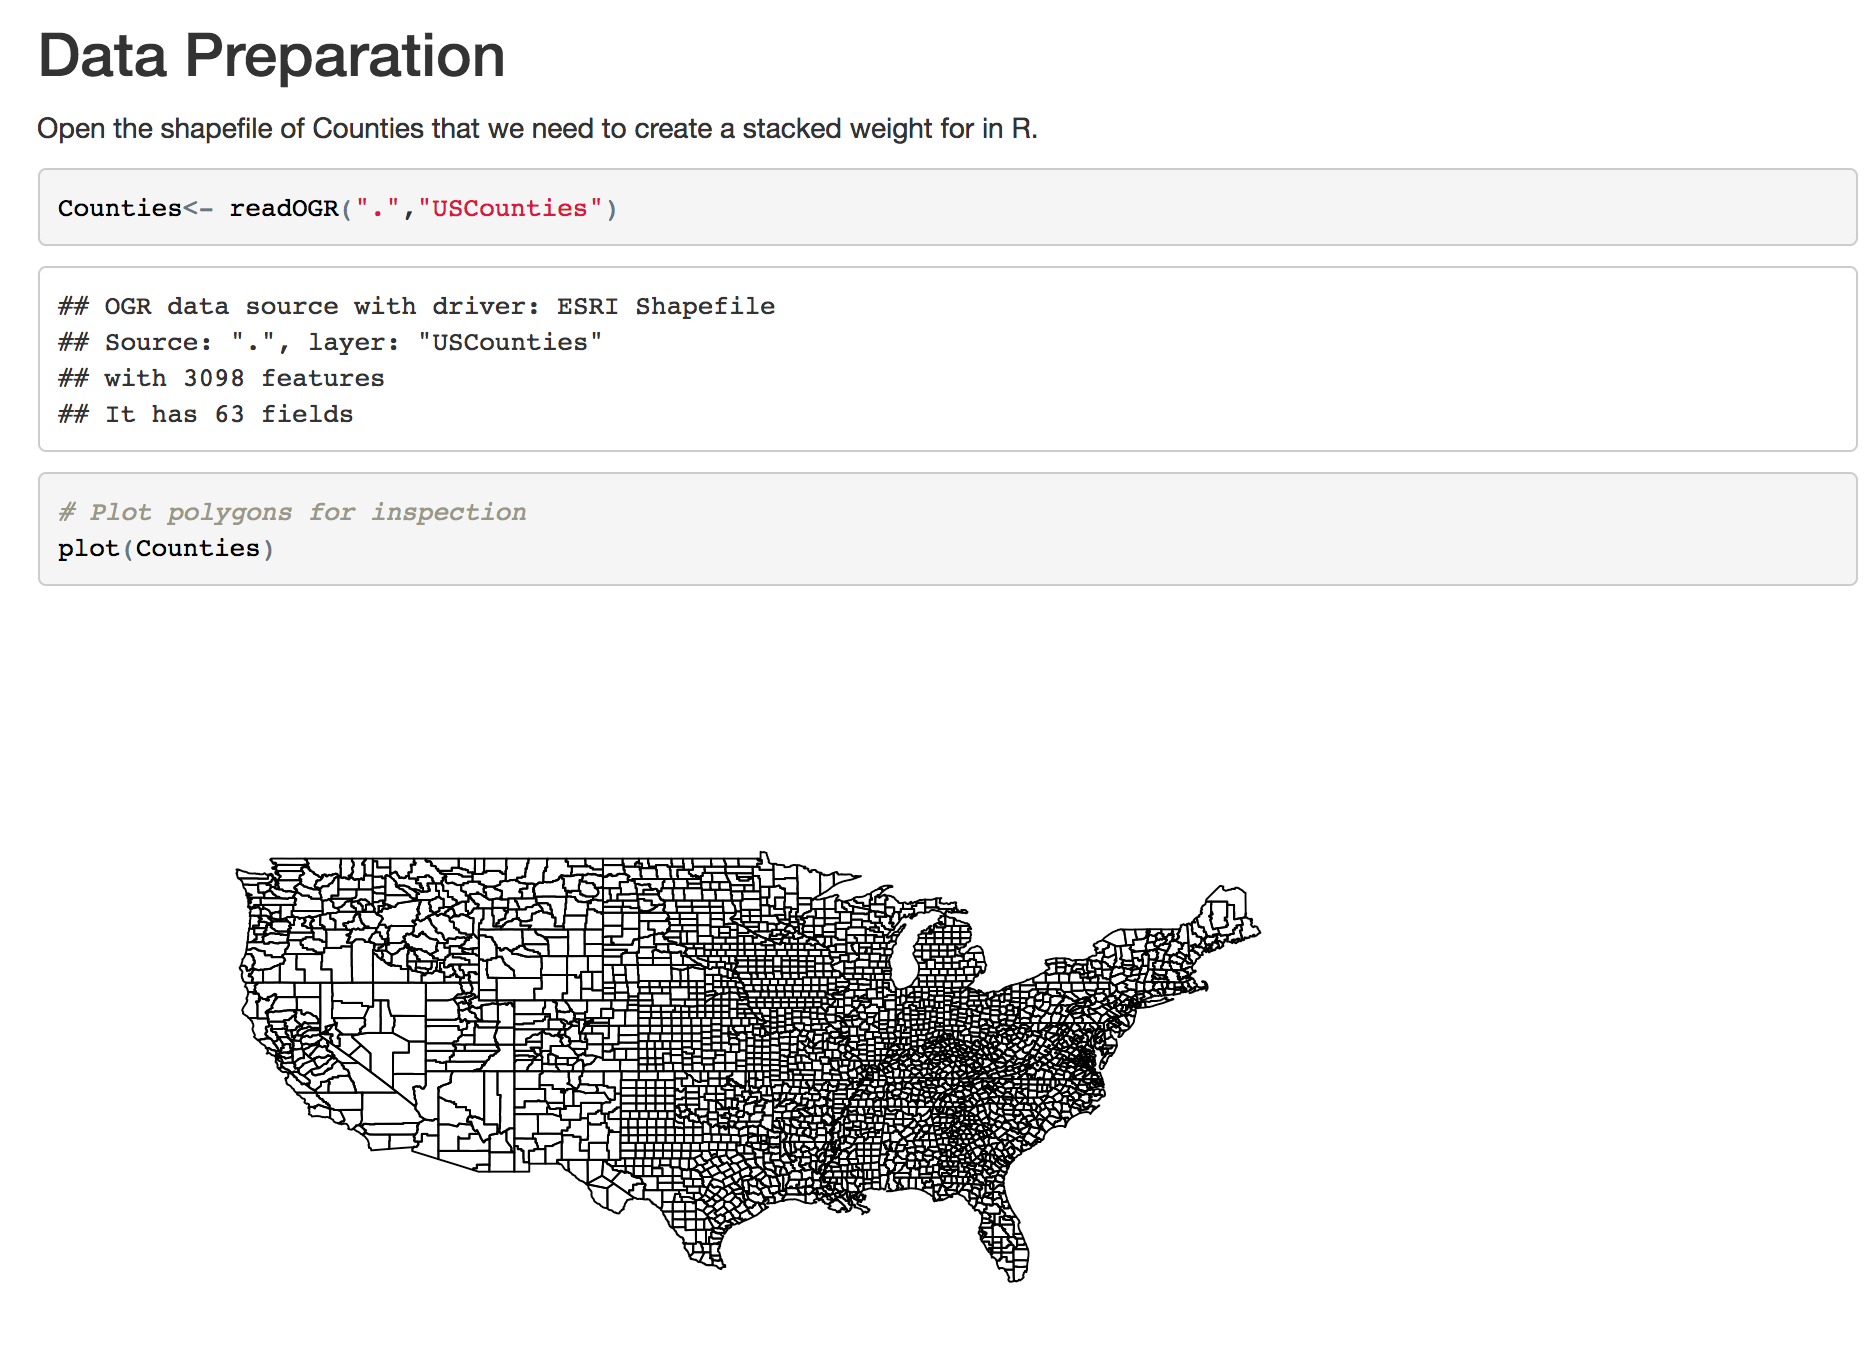 Data Preparation
Open the shapefile of Counties that we need to create a stacked weight for in R.
Counties<- readOGR(".","USCounties")
## OGR data source with driver: ESRI Shapefile
## Source: ".", layer: "USCounties"
## with 3098 features
## It has 63 fields
# Plot polygons for inspection
plot(Counties)